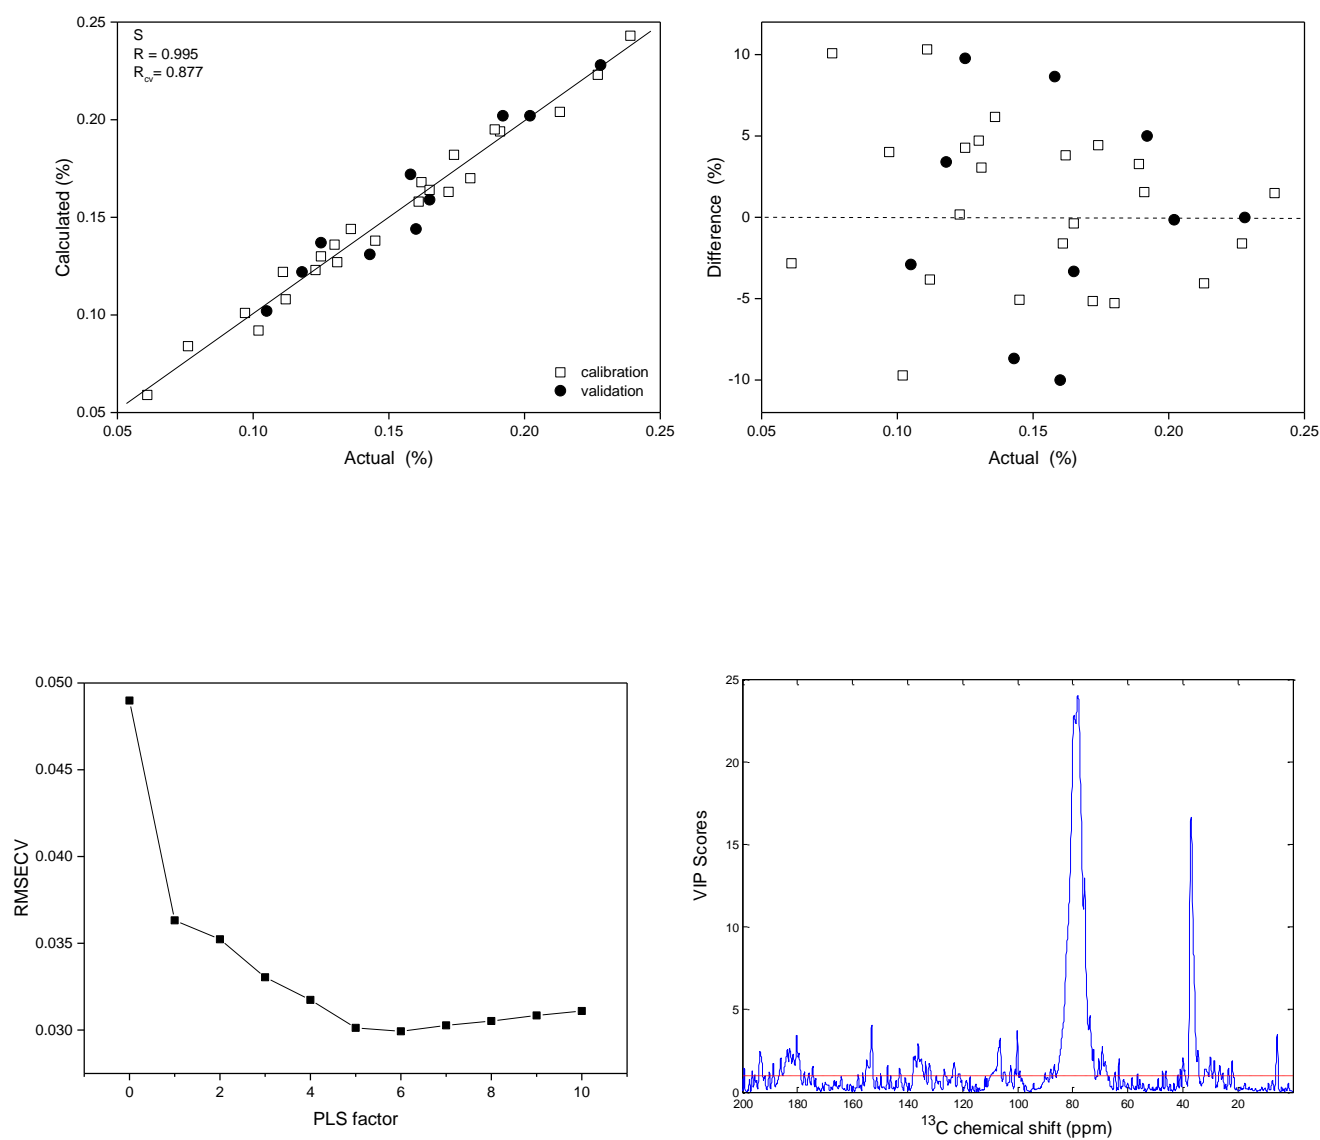 0.25
S
R = 0.995
Rcv= 0.877
0.20
0.15
0.10
0.05
Calculated (%)
calibration
validation
0.05 0.10 0.15 0.20 0.25
Actual (%)
10
5
0
-5
-10
Difference (%)
0.05 0.10 0.15 0.20 0.25
Actual (%)
0.050
0.045
0.040
0.035
0.030
RMSECV
0 2 4 6 8 10
PLS factor
25
20
15
10
5
0
VIP Scores
200 180 160 140 120 100 80 60 40 20
13C chemical shift (ppm)